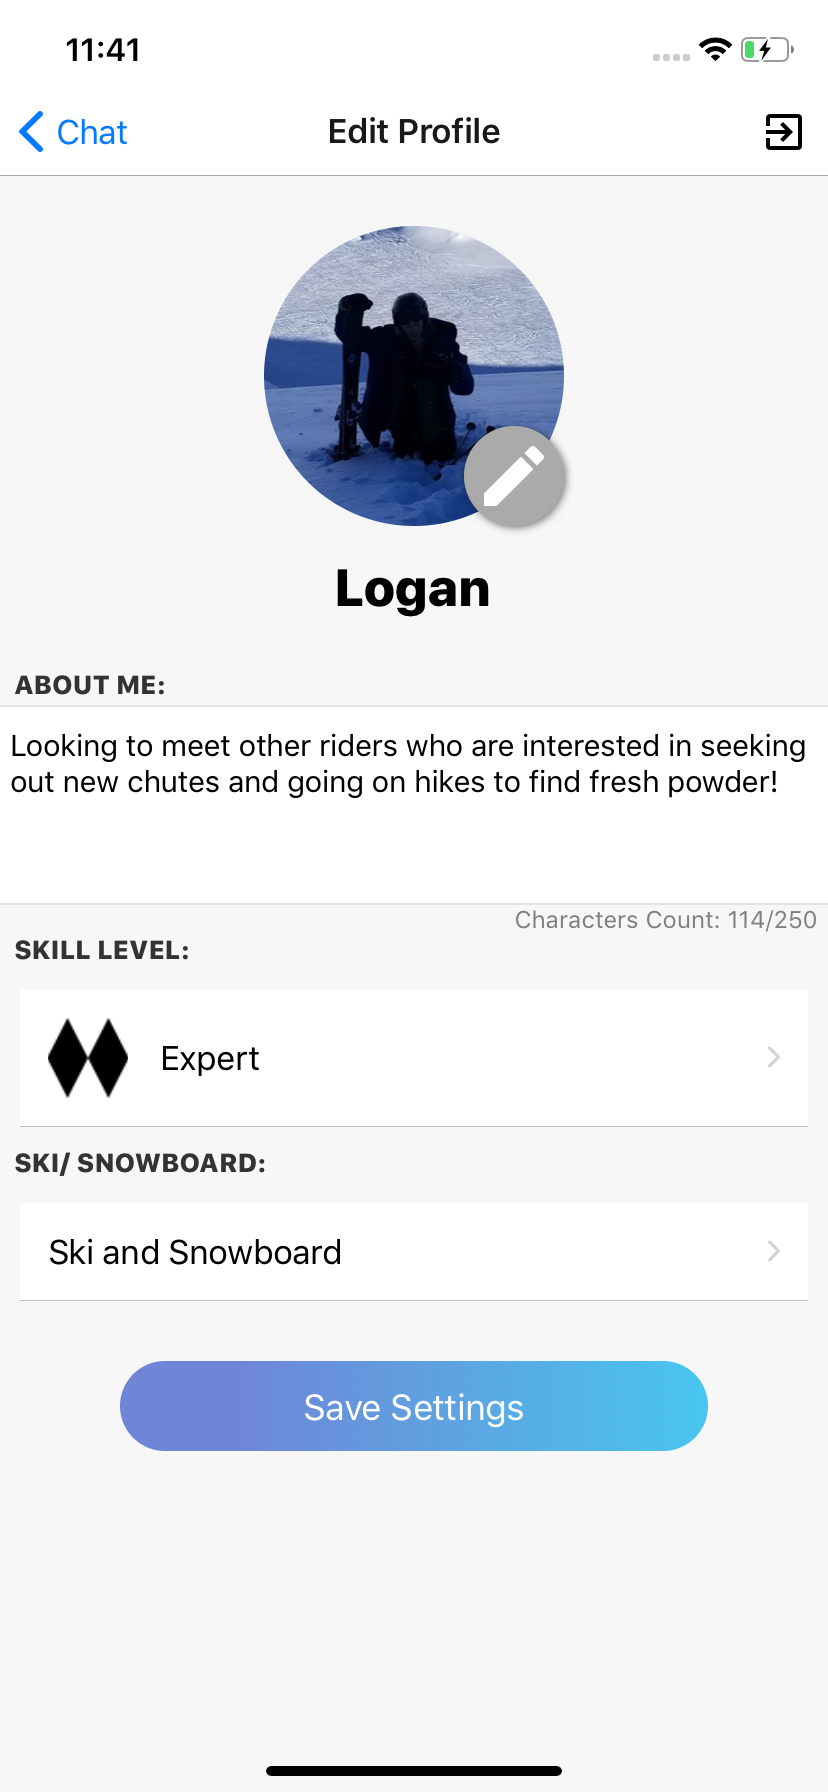 11:41
Chat
Edit Profile
Logan
ABOUT ME:
Looking to meet other riders who are interested in seeking
out new chutes and going on hikes to find fresh powder!
Characters Count: 114/250
SKILL LEVEL:
Expert
SKI/ SNOWBOARD:
Ski and Snowboard
Save Settings